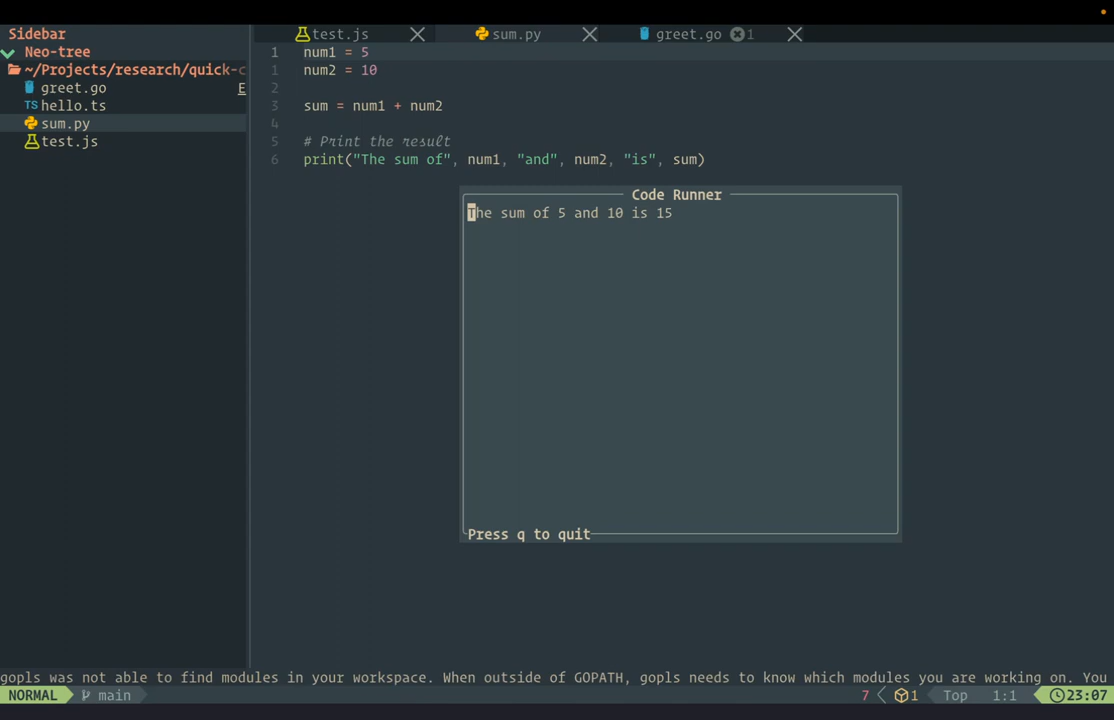 Sidebar
Neo-tree
~/Projects/research/quick-c
greet.go E
TS hello.ts
sum.py
test.js
test.js sum.py greet.go 1
1 num1 = 5
1 num2 = 10
2
3 sum = num1 + num2
4
5 # Print the result
6 print("The sum of", num1, "and", num2, "is", sum)
Code Runner
The sum of 5 and 10 is 15
Press q to quit
gopls was not able to find modules in your workspace. When outside of GOPATH, gopls needs to know which modules you are working on. You
NORMAL main 7 1 Top 1:1 23:07